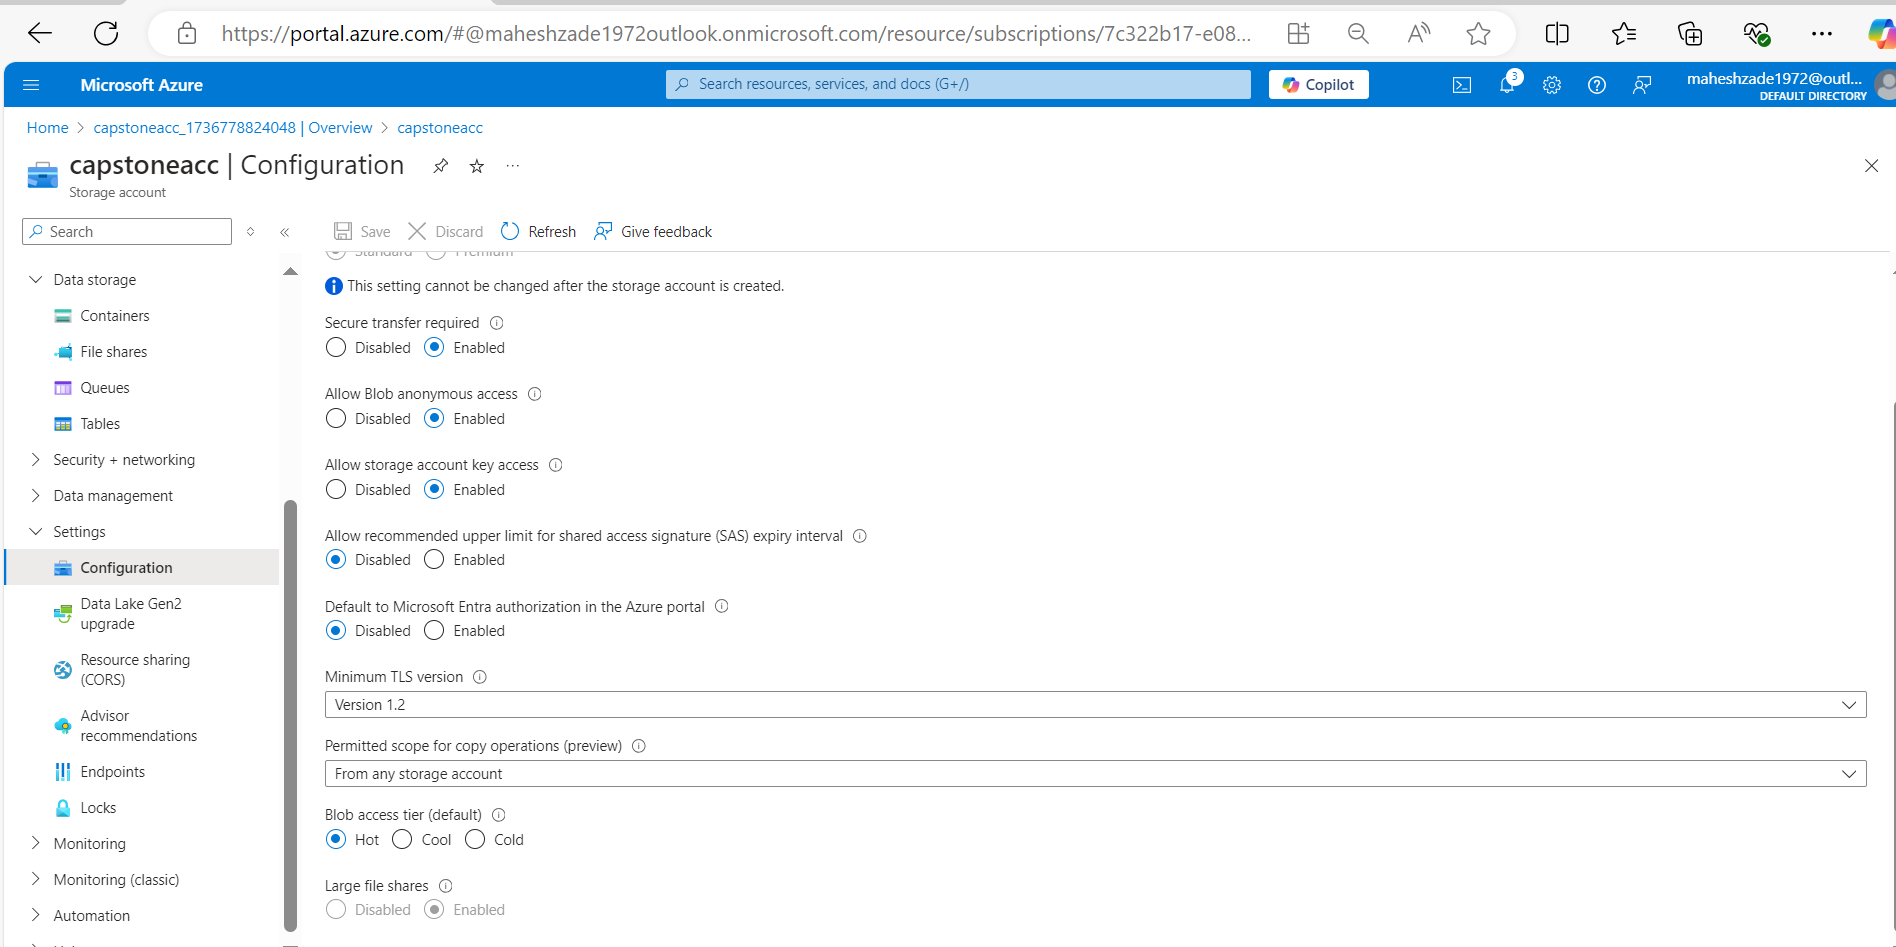 https://portal.azure.com/#@maheshzade1972outlook.onmicrosoft.com/resource/subscriptions/7c322b17-e08...
Microsoft Azure
Search resources, services, and docs (G+/)
Copilot
3
maheshzade1972@outl...
DEFAULT DIRECTORY
Home > capstoneacc_1736778824048 | Overview > capstoneacc
capstoneacc | Configuration
Storage account
Search
Save Discard Refresh Give feedback
Data storage
Containers
File shares
Queues
Tables
Security + networking
Data management
Settings
Configuration
Data Lake Gen2
upgrade
Resource sharing
(CORS)
Advisor
recommendations
Endpoints
Locks
Monitoring
Monitoring (classic)
Automation
Standard Premium
This setting cannot be changed after the storage account is created.
Secure transfer required
Disabled Enabled
Allow Blob anonymous access
Disabled Enabled
Allow storage account key access
Disabled Enabled
Allow recommended upper limit for shared access signature (SAS) expiry interval
Disabled Enabled
Default to Microsoft Entra authorization in the Azure portal
Disabled Enabled
Minimum TLS version
Version 1.2
Permitted scope for copy operations (preview)
From any storage account
Blob access tier (default)
Hot Cool Cold
Large file shares
Disabled Enabled